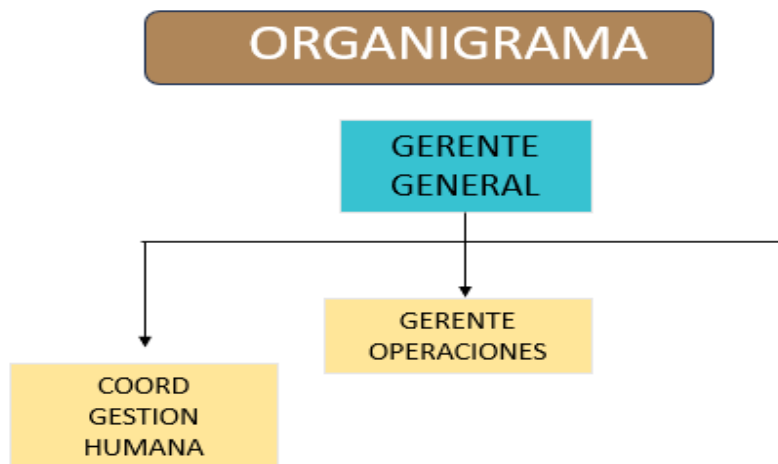 ORGANIGRAMA
GERENTE
GENERAL
GERENTE
OPERACIONES
COORD
GESTION
HUMANA